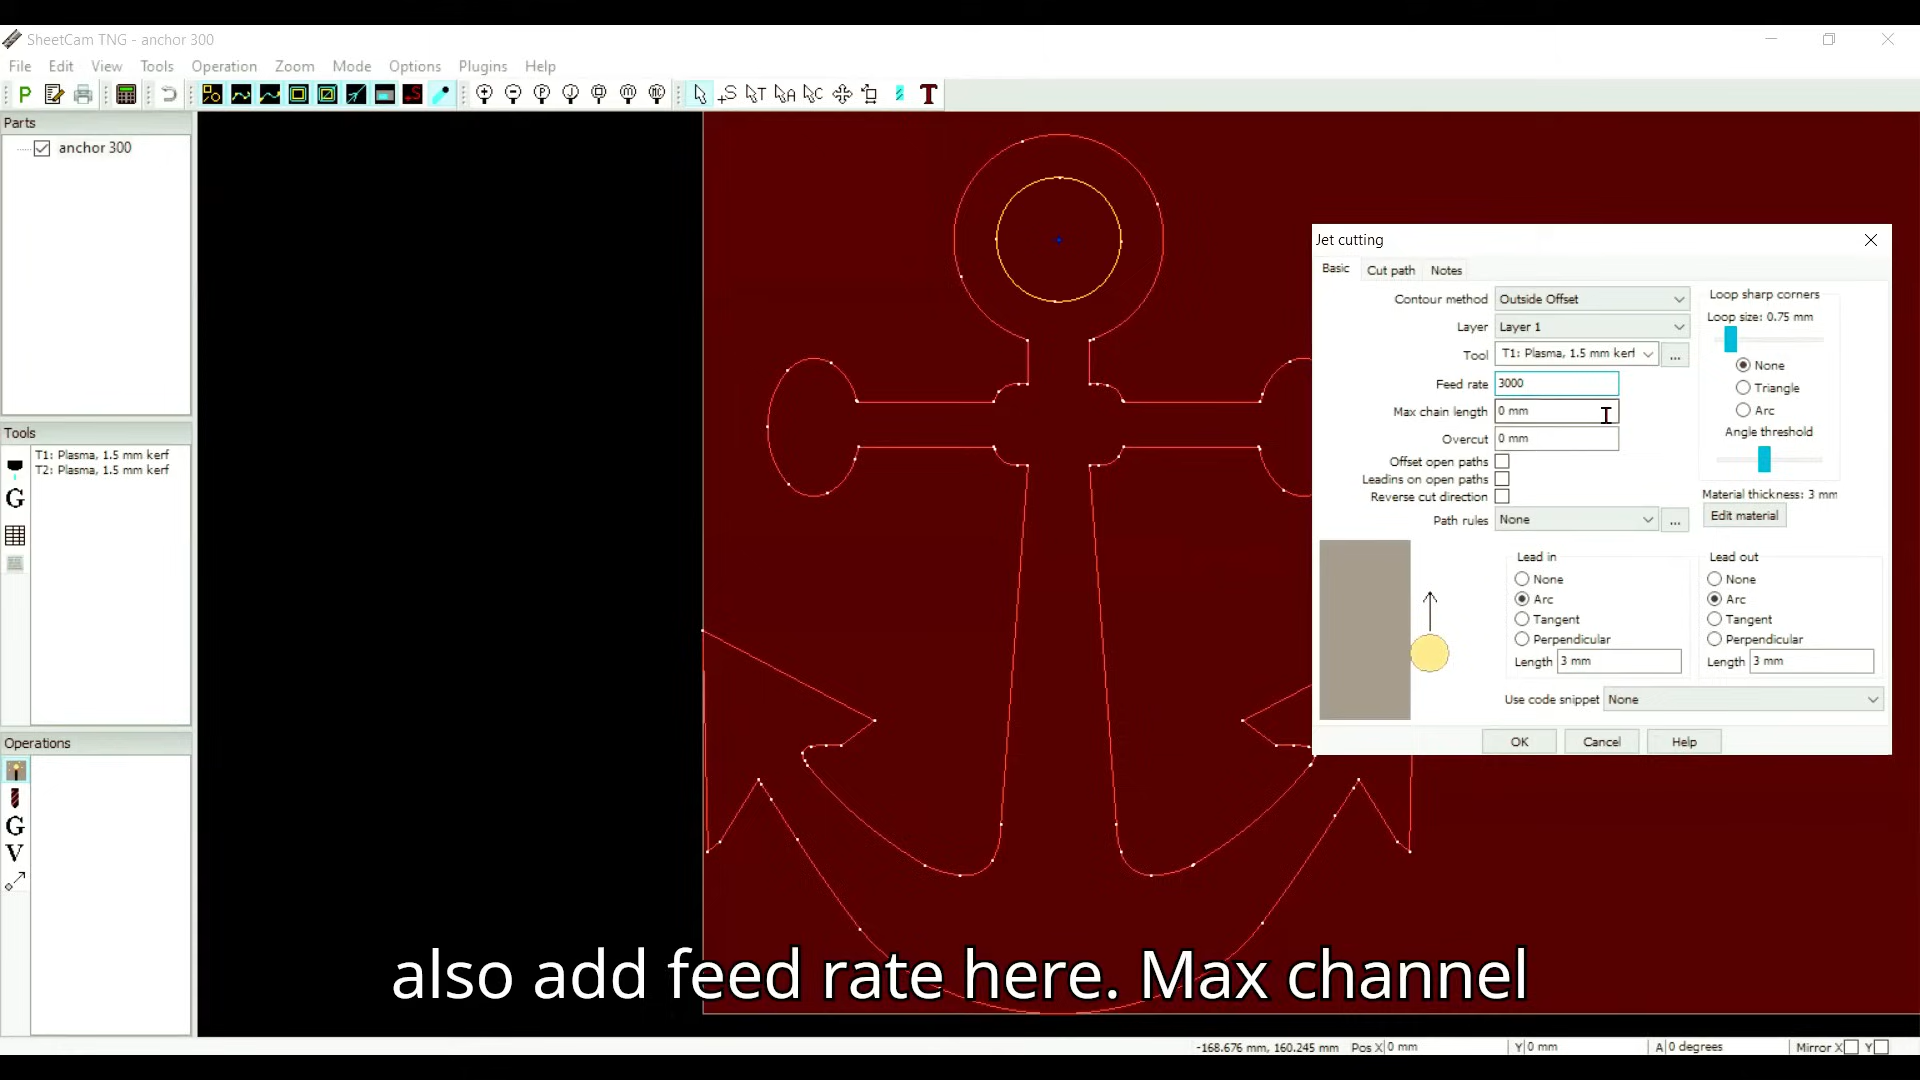 SheetCam TNG - anchor 300
File Edit View Tools Operation Zoom Mode Options Plugins Help
P S T A C T
Parts
anchor 300
Tools
T1: Plasma, 1.5 mm kerf
T2: Plasma, 1.5 mm kerf
G
Operations
G
V
Jet cutting
Basic Cut path Notes
Contour method Outside Offset
Layer Layer 1
Tool T1: Plasma, 1.5 mm kerf ...
Feed rate 3000
Max chain length 0 mm
Overcut 0 mm
Offset open paths
Leadins on open paths
Reverse cut direction
Path rules None ...
Loop sharp corners
Loop size: 0.75 mm
None
Triangle
Arc
Angle threshold
Material thickness: 3 mm
Edit material
Lead in
None
Arc
Tangent
Perpendicular
Length 3 mm
Lead out
None
Arc
Tangent
Perpendicular
Length 3 mm
Use code snippet None
OK Cancel Help
also add feed rate here. Max channel
-168.676 mm, 160.245 mm Pos X 0 mm Y 0 mm A 0 degrees Mirror X Y